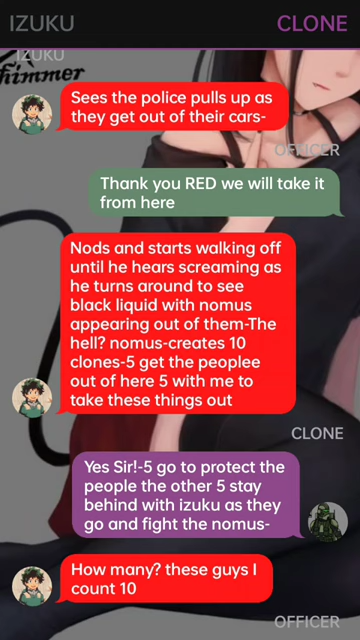 IZUKU
CLONE
IZUKU
himmer
Sees the police pulls up as
they get out of their cars-
OFFICER
Thank you RED we will take it
from here
Nods and starts walking off
until he hears screaming as
he turns around to see
black liquid with nomus
appearing out of them-The
hell? nomus-creates 10
clones-5 get the peoplee
out of here 5 with me to
take these things out
CLONE
Yes Sir!-5 go to protect the
people the other 5 stay
behind with izuku as they
go and fight the nomus-
How many? these guys I
count 10
OFFICER